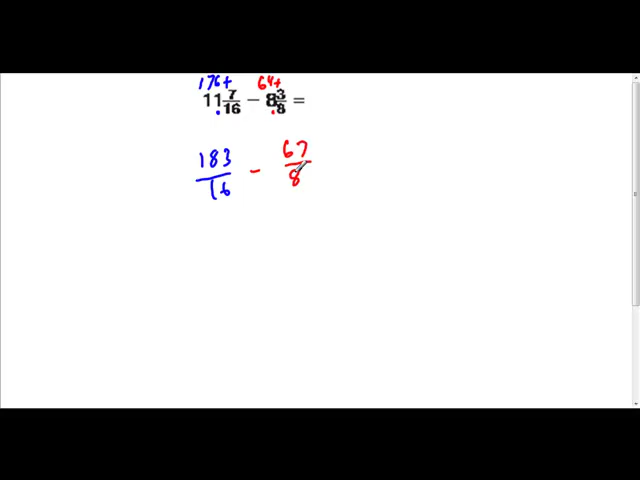 176+ 64+
11 7/16 − 8 3/8 =
183/16 - 67/8